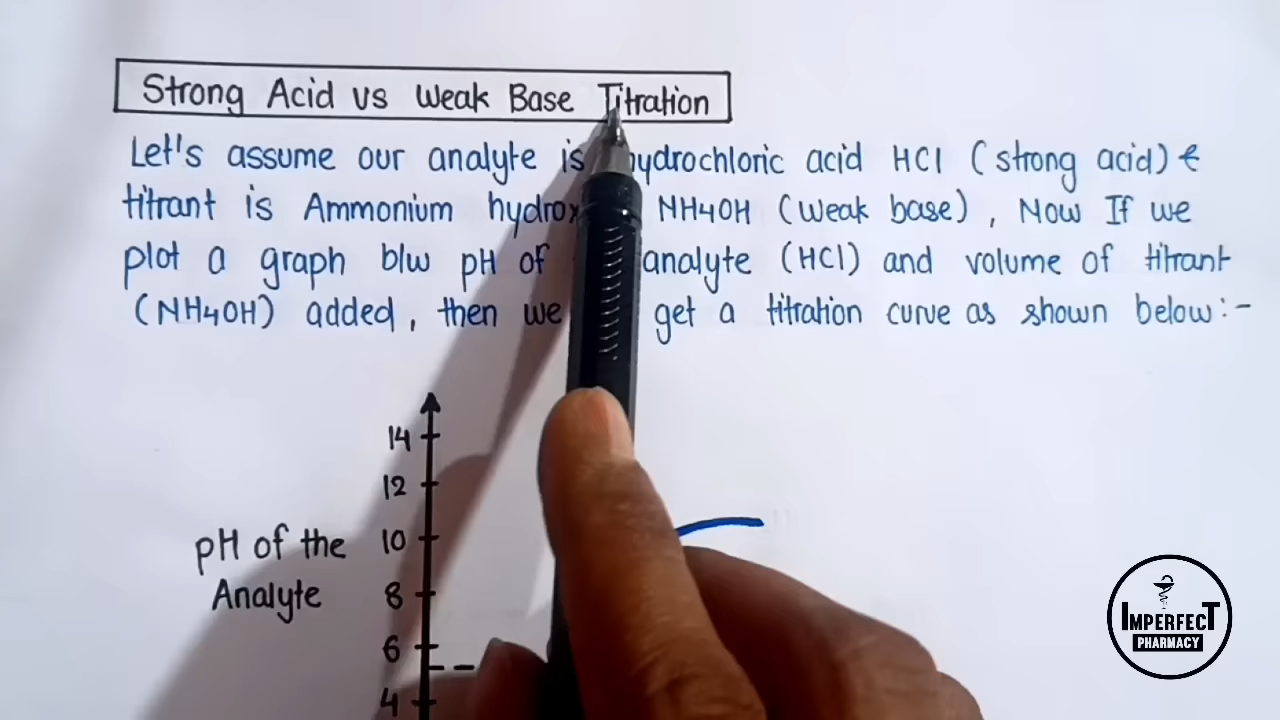 Strong Acid vs Weak Base Titration
Let's assume our analyte is hydrochloric acid HCl (strong acid) &
titrant is Ammonium NH4OH (Weak base), Now If we
plot a graph b/w pH of analyte (HCl) and volume of titrant
(NH4OH) added, then we get a titration curve as shown below:-
14
12
pH of the
10
Analyte
8
6
4
IMPERFECT
PHARMACY